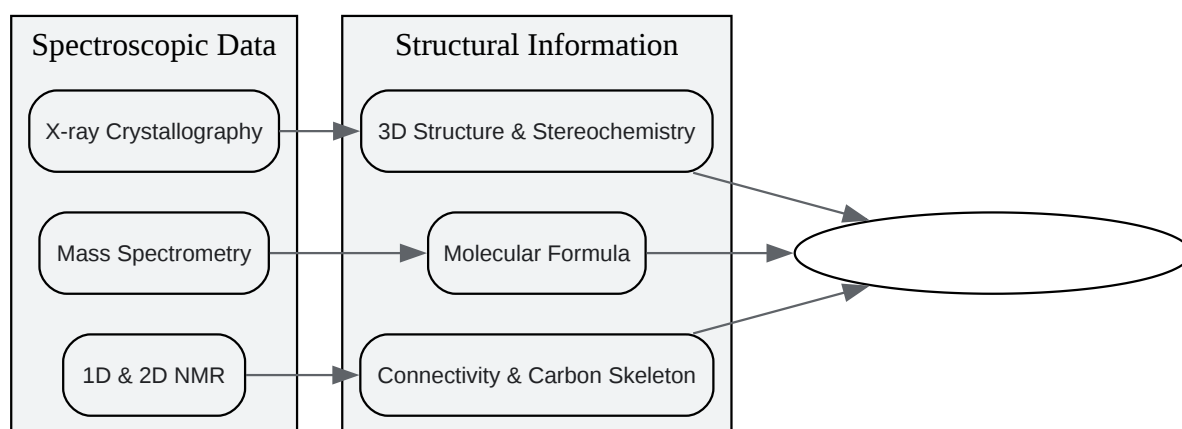 Spectroscopic Data
Structural Information
X-ray Crystallography
3D Structure & Stereochemistry
Mass Spectrometry
Molecular Formula
1D & 2D NMR
Connectivity & Carbon Skeleton